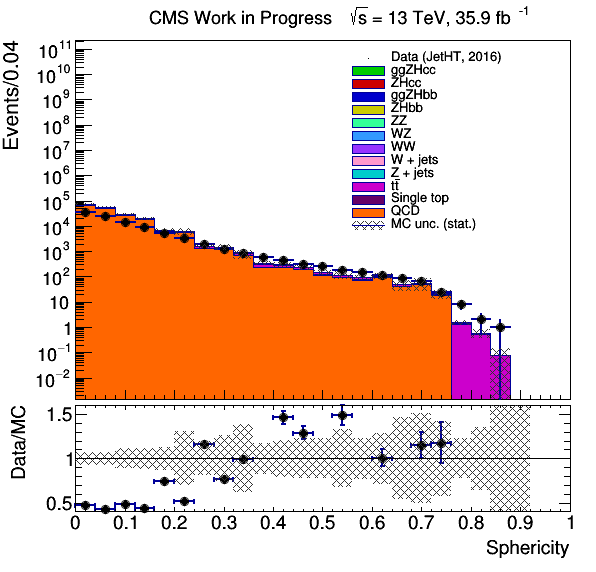 CMS Work in Progress √s = 13 TeV, 35.9 fb⁻¹
Events/0.04
10¹¹
10¹⁰
10⁹
10⁸
10⁷
10⁶
10⁵
10⁴
10³
10²
10
1
10⁻¹
10⁻²
Data (JetHT, 2016)
ggZHcc
ZHcc
ggZHbb
ZHbb
ZZ
WZ
WW
W + jets
Z + jets
tt̄
Single top
QCD
MC unc. (stat.)
Data/MC
1.5
1
0.5
0 0.1 0.2 0.3 0.4 0.5 0.6 0.7 0.8 0.9 1
Sphericity